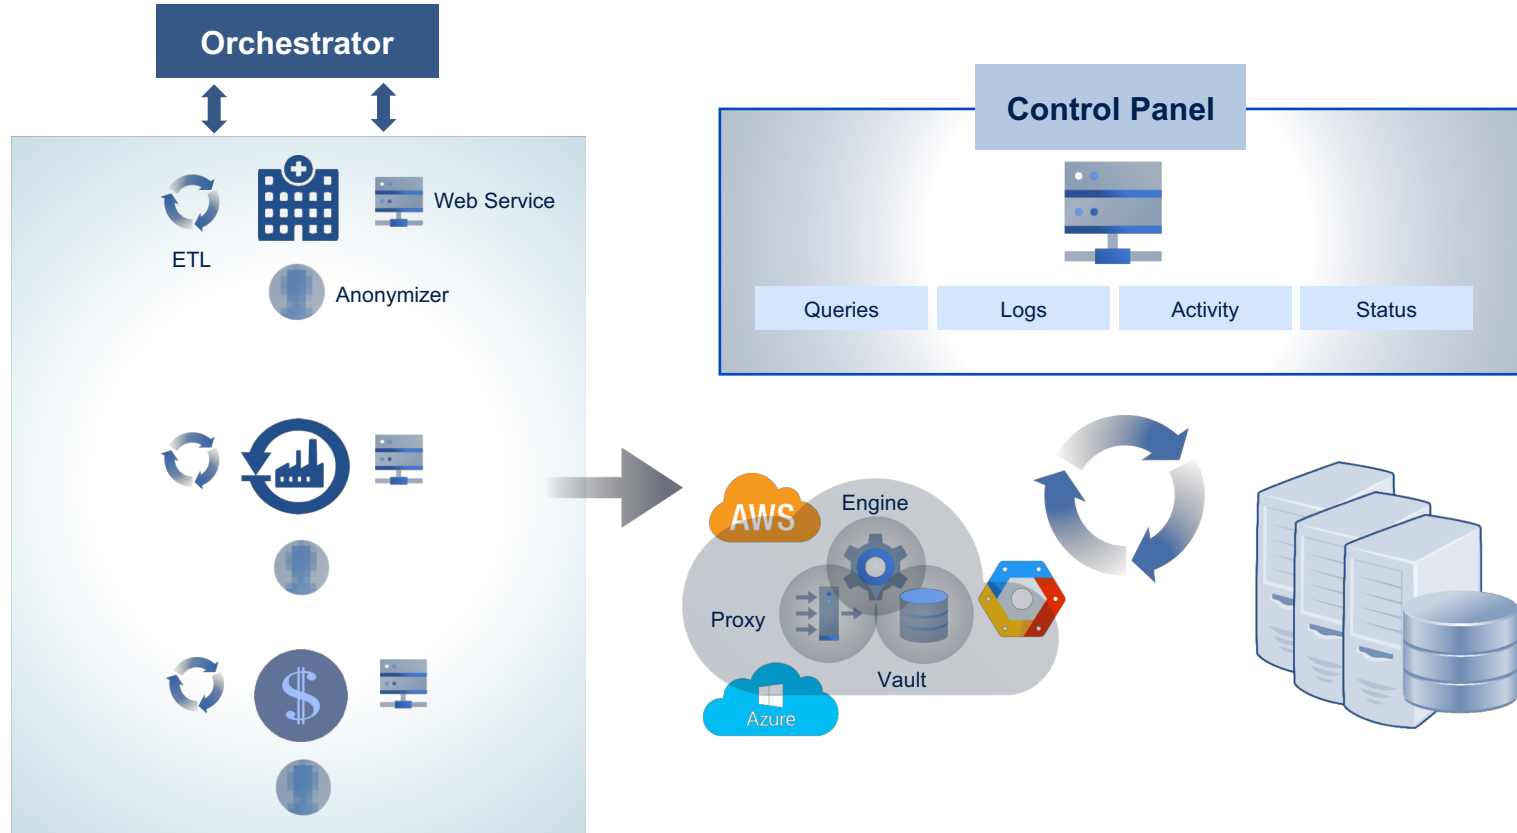 Orchestrator
Web Service
ETL
Anonymizer
Control Panel
Queries
Logs
Activity
Status
AWS
Engine
Proxy
Vault
Azure